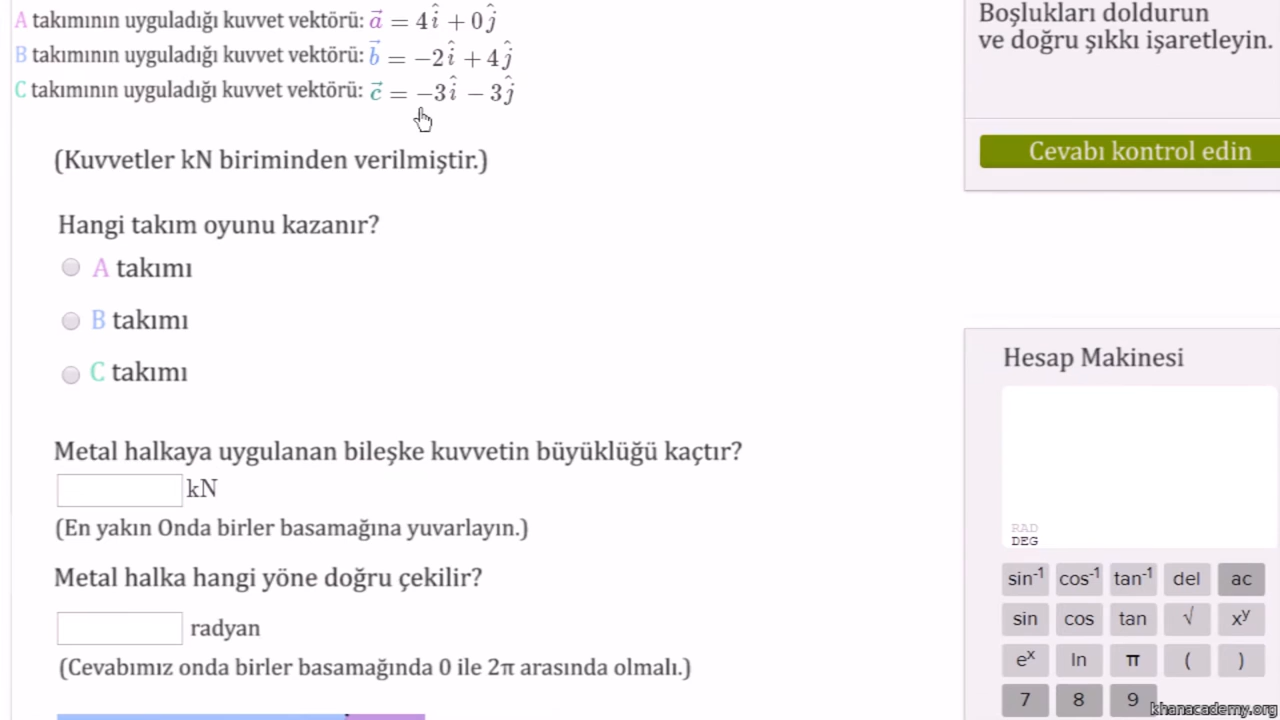 A takımının uyguladığı kuvvet vektörü: a⃗ = 4î + 0ĵ
B takımının uyguladığı kuvvet vektörü: b⃗ = −2î + 4ĵ
C takımının uyguladığı kuvvet vektörü: c⃗ = −3î − 3ĵ
(Kuvvetler kN biriminden verilmiştir.)
Hangi takım oyunu kazanır?
A takımı
B takımı
C takımı
Metal halkaya uygulanan bileşke kuvvetin büyüklüğü kaçtır?
kN
(En yakın Onda birler basamağına yuvarlayın.)
Metal halka hangi yöne doğru çekilir?
radyan
(Cevabımız onda birler basamağında 0 ile 2π arasında olmalı.)
Boşlukları doldurun
ve doğru şıkkı işaretleyin.
Cevabı kontrol edin
Hesap Makinesi
RAD
DEG
sin⁻¹ cos⁻¹ tan⁻¹ del ac
sin cos tan √ xʸ
eˣ ln π ( )
7 8 9
khanacademy.org